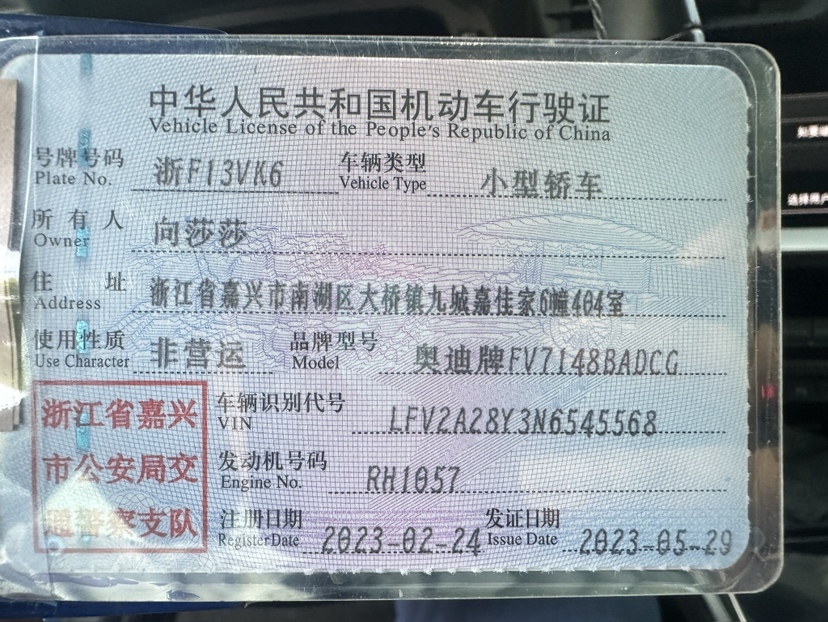 中华人民共和国机动车行驶证
Vehicle License of the People's Republic of China
号牌号码 浙F13VK6 车辆类型 小型轿车
Plate No. Vehicle Type
所有人 向莎莎
Owner
住址 浙江省嘉兴市南湖区大桥镇九城嘉佳家6幢404室
Address
使用性质 非营运 品牌型号 奥迪牌FV7148BADCG
Use Character Model
浙江省嘉兴
市公安局交
通警察支队
车辆识别代号 LFV2A28Y3N6545568
VIN
发动机号码 RH1057
Engine No.
注册日期 2023-02-24 发证日期 2023-05-29
Register Date Issue Date
选择用户